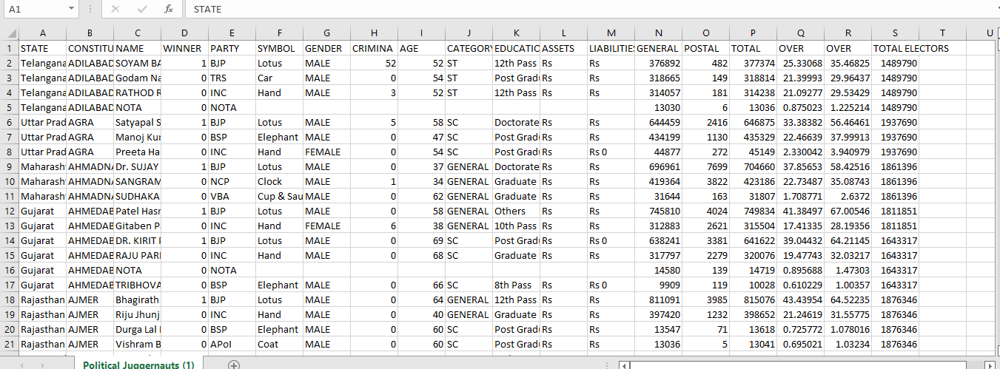 A1 fx STATE
A B C D E F G H I J K L M N O P Q R S T U
1 STATE CONSTITU NAME WINNER PARTY SYMBOL GENDER CRIMINA AGE CATEGORY EDUCATIC ASSETS LIABILITIES GENERAL POSTAL TOTAL OVER OVER TOTAL ELECTORS
2 Telangana ADILABAD SOYAM BA 1 BJP Lotus MALE 52 52 ST 12th Pass Rs Rs 376892 482 377374 25.33068 35.46825 1489790
3 Telangana ADILABAD Godam Na 0 TRS Car MALE 0 54 ST Post Grad Rs Rs 318665 149 318814 21.39993 29.96437 1489790
4 Telangana ADILABAD RATHOD R 0 INC Hand MALE 3 52 ST 12th Pass Rs Rs 314057 181 314238 21.09277 29.53429 1489790
5 Telangana ADILABAD NOTA 0 NOTA 13030 6 13036 0.875023 1.225214 1489790
6 Uttar Prad AGRA Satyapal S 1 BJP Lotus MALE 5 58 SC Doctorate Rs Rs 644459 2416 646875 33.38382 56.46461 1937690
7 Uttar Prad AGRA Manoj Kur 0 BSP Elephant MALE 0 47 SC Post Grad Rs Rs 434199 1130 435329 22.46639 37.99913 1937690
8 Uttar Prad AGRA Preeta Ha 0 INC Hand FEMALE 0 54 SC Post Grad Rs Rs 0 44877 272 45149 2.330042 3.940979 1937690
9 Maharash AHMADNA Dr. SUJAY 1 BJP Lotus MALE 0 37 GENERAL Doctorate Rs Rs 696961 7699 704660 37.85653 58.42516 1861396
10 Maharash AHMADNA SANGRAM 0 NCP Clock MALE 1 34 GENERAL Graduate Rs Rs 419364 3822 423186 22.73487 35.08743 1861396
11 Maharash AHMADNA SUDHAKA 0 VBA Cup & Sau MALE 0 62 GENERAL Graduate Rs Rs 31644 163 31807 1.708771 2.6372 1861396
12 Gujarat AHMEDAB Patel Hasr 1 BJP Lotus MALE 0 58 GENERAL Others Rs Rs 745810 4024 749834 41.38497 67.00546 1811851
13 Gujarat AHMEDAB Gitaben P 0 INC Hand FEMALE 6 38 GENERAL 10th Pass Rs Rs 312883 2621 315504 17.41335 28.19356 1811851
14 Gujarat AHMEDAB DR. KIRIT P 1 BJP Lotus MALE 0 69 SC Post Grad Rs Rs 0 638241 3381 641622 39.04432 64.21145 1643317
15 Gujarat AHMEDAB RAJU PARI 0 INC Hand MALE 0 68 SC Graduate Rs Rs 317797 2279 320076 19.47743 32.03217 1643317
16 Gujarat AHMEDAB NOTA 0 NOTA 14580 139 14719 0.895688 1.47303 1643317
17 Gujarat AHMEDAB TRIBHOVA 0 BSP Elephant MALE 0 66 SC 8th Pass Rs Rs 0 9909 119 10028 0.610229 1.00357 1643317
18 Rajasthan AJMER Bhagirath 1 BJP Lotus MALE 0 64 GENERAL 12th Pass Rs Rs 811091 3985 815076 43.43954 64.52235 1876346
19 Rajasthan AJMER Riju Jhunj 0 INC Hand MALE 0 40 GENERAL Graduate Rs Rs 397420 1232 398652 21.24619 31.55775 1876346
20 Rajasthan AJMER Durga Lal 0 BSP Elephant MALE 0 60 SC Post Grad Rs Rs 13547 71 13618 0.725772 1.078016 1876346
21 Rajasthan AJMER Vishram B 0 APoI Coat MALE 0 60 SC Post Grad Rs Rs 13036 5 13041 0.695021 1.03234 1876346
Political Juggernauts (1)